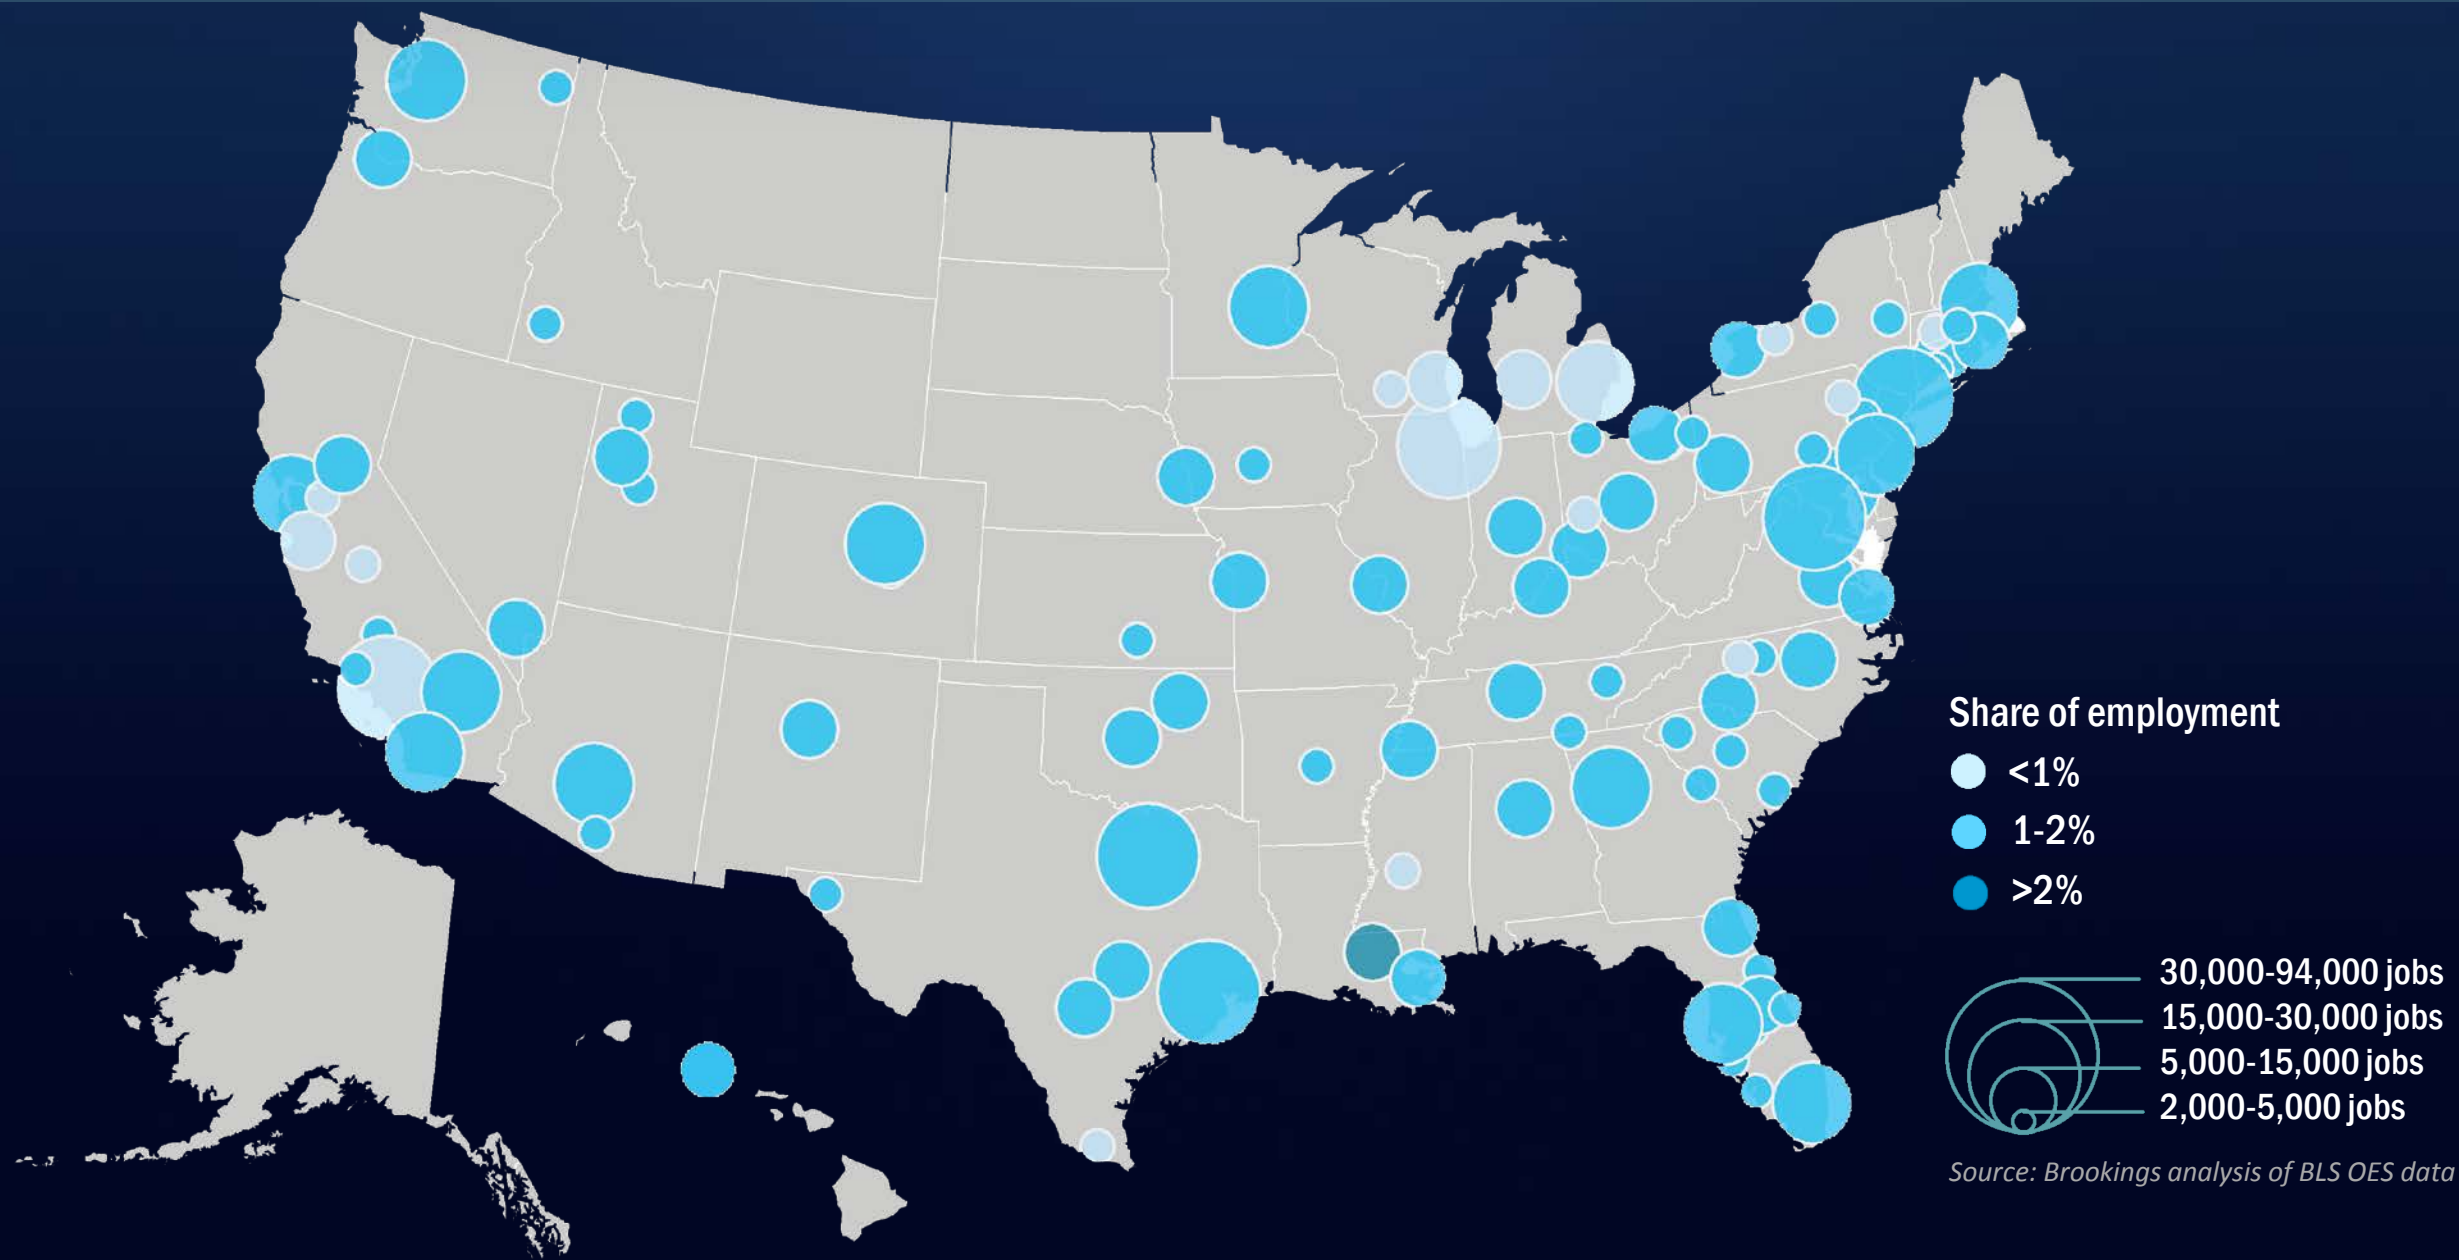 Share of employment
<1%
1-2%
>2%
30,000-94,000 jobs
15,000-30,000 jobs
5,000-15,000 jobs
2,000-5,000 jobs
Source: Brookings analysis of BLS OES data